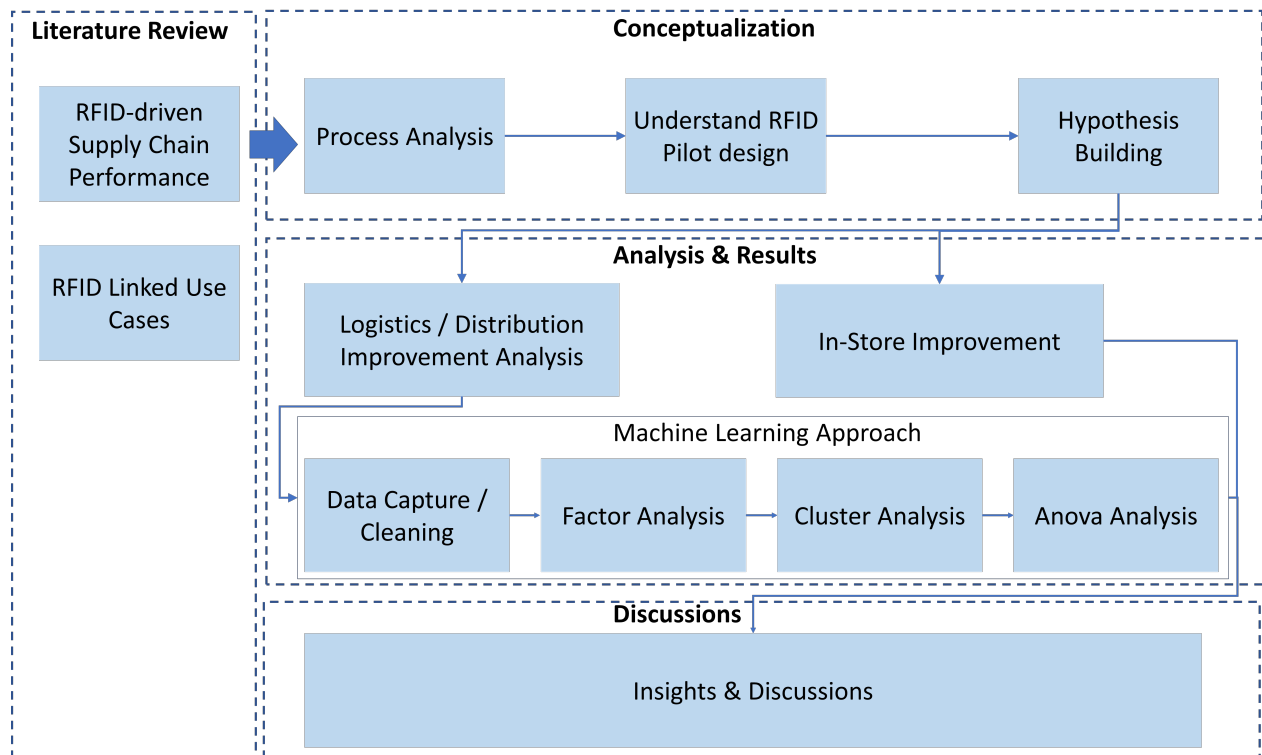 Literature Review
RFID-driven
Supply Chain
Performance
RFID Linked Use
Cases
Conceptualization
Process Analysis
Understand RFID
Pilot design
Hypothesis
Building
Analysis & Results
Logistics / Distribution
Improvement Analysis
In-Store Improvement
Machine Learning Approach
Data Capture /
Cleaning
Factor Analysis
Cluster Analysis
Anova Analysis
Discussions
Insights & Discussions